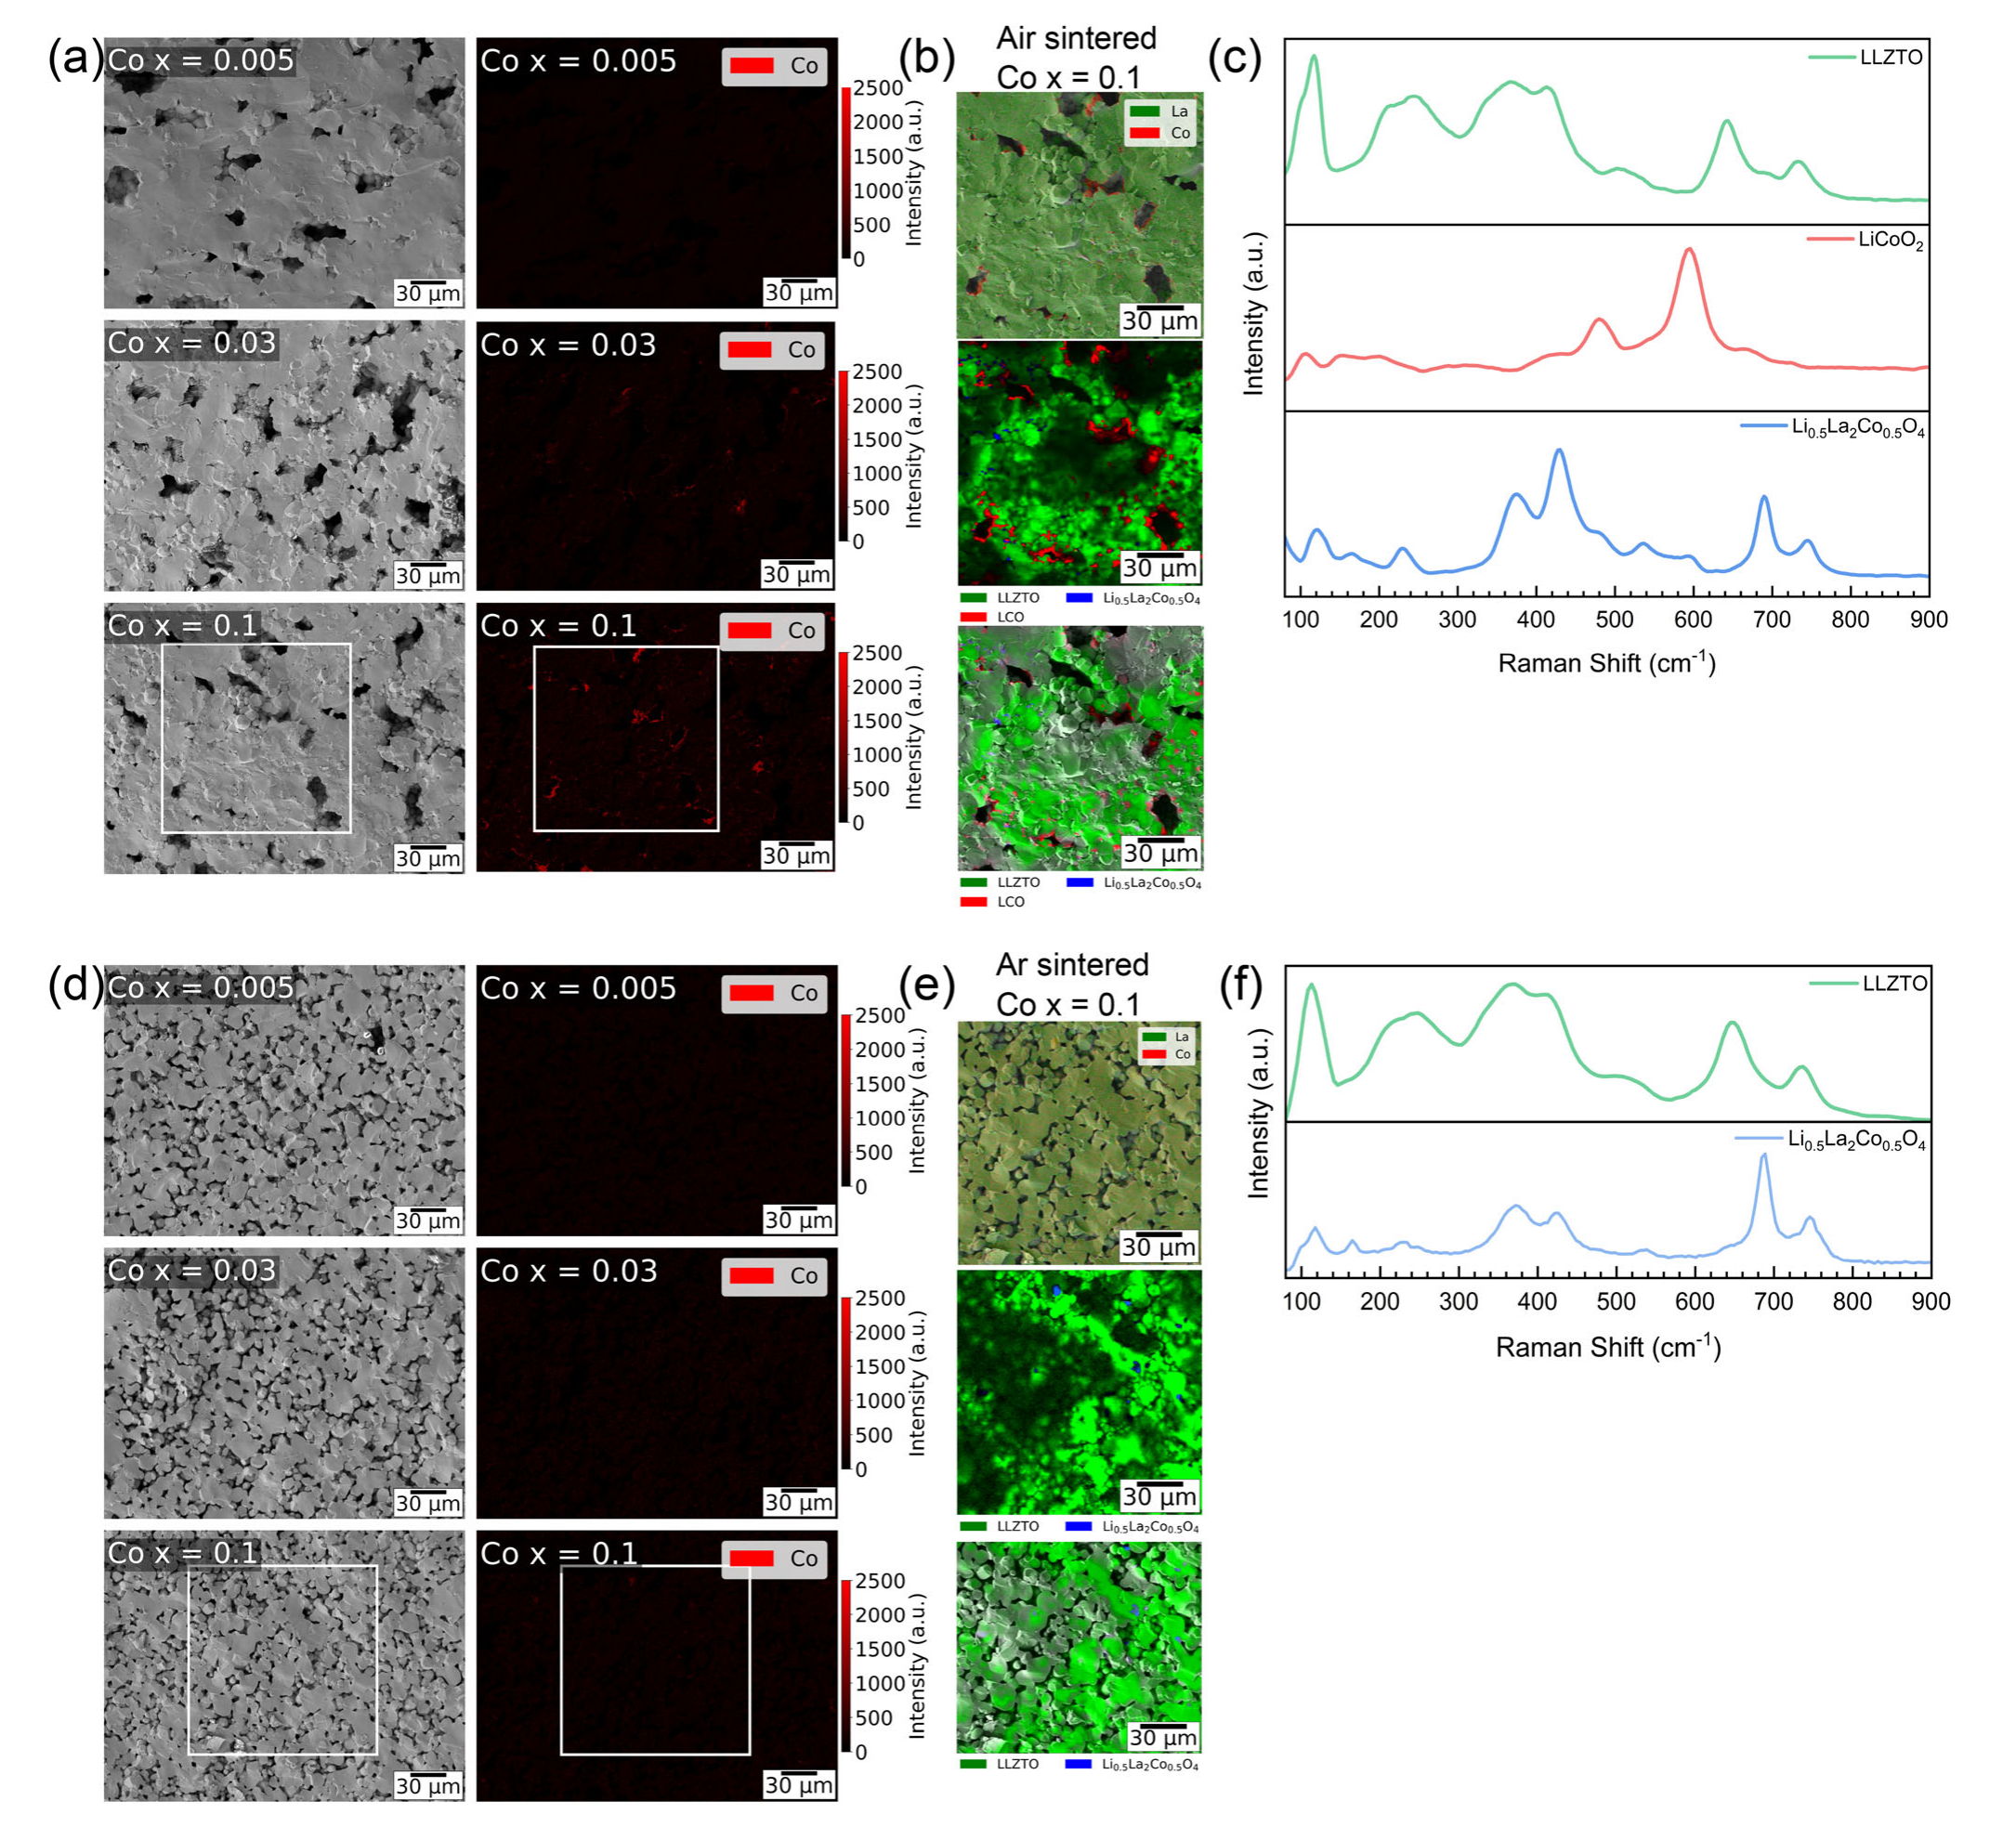 (a)
Co x = 0.005
30 µm
Co x = 0.005
Co
2500
2000
1500
1000
500
0
Intensity (a.u.)
30 µm
Co x = 0.03
30 µm
Co x = 0.03
Co
2500
2000
1500
1000
500
0
Intensity (a.u.)
30 µm
Co x = 0.1
30 µm
Co x = 0.1
Co
2500
2000
1500
1000
500
0
Intensity (a.u.)
30 µm
(b)
Air sintered
Co x = 0.1
La
Co
30 µm
30 µm
LLZTO
Li0.5La2Co0.5O4
LCO
30 µm
LLZTO
Li0.5La2Co0.5O4
LCO
(c)
LLZTO
LiCoO2
Li0.5La2Co0.5O4
Intensity (a.u.)
100 200 300 400 500 600 700 800 900
Raman Shift (cm-1)
(d)
Co x = 0.005
30 µm
Co x = 0.005
Co
2500
2000
1500
1000
500
0
Intensity (a.u.)
30 µm
Co x = 0.03
30 µm
Co x = 0.03
Co
2500
2000
1500
1000
500
0
Intensity (a.u.)
30 µm
Co x = 0.1
30 µm
Co x = 0.1
Co
2500
2000
1500
1000
500
0
Intensity (a.u.)
30 µm
(e)
Ar sintered
Co x = 0.1
La
Co
30 µm
30 µm
LLZTO
Li0.5La2Co0.5O4
30 µm
LLZTO
Li0.5La2Co0.5O4
(f)
LLZTO
Li0.5La2Co0.5O4
Intensity (a.u.)
100 200 300 400 500 600 700 800 900
Raman Shift (cm-1)